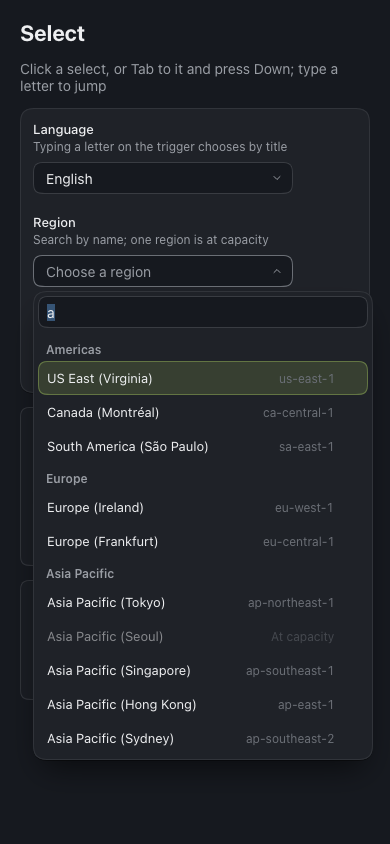 Select
Click a select, or Tab to it and press Down; type a
letter to jump
Language
Typing a letter on the trigger chooses by title
English
Region
Search by name; one region is at capacity
Choose a region
a
Americas
US East (Virginia) us-east-1
Canada (Montréal) ca-central-1
South America (São Paulo) sa-east-1
Europe
Europe (Ireland) eu-west-1
Europe (Frankfurt) eu-central-1
Asia Pacific
Asia Pacific (Tokyo) ap-northeast-1
Asia Pacific (Seoul) At capacity
Asia Pacific (Singapore) ap-southeast-1
Asia Pacific (Hong Kong) ap-east-1
Asia Pacific (Sydney) ap-southeast-2